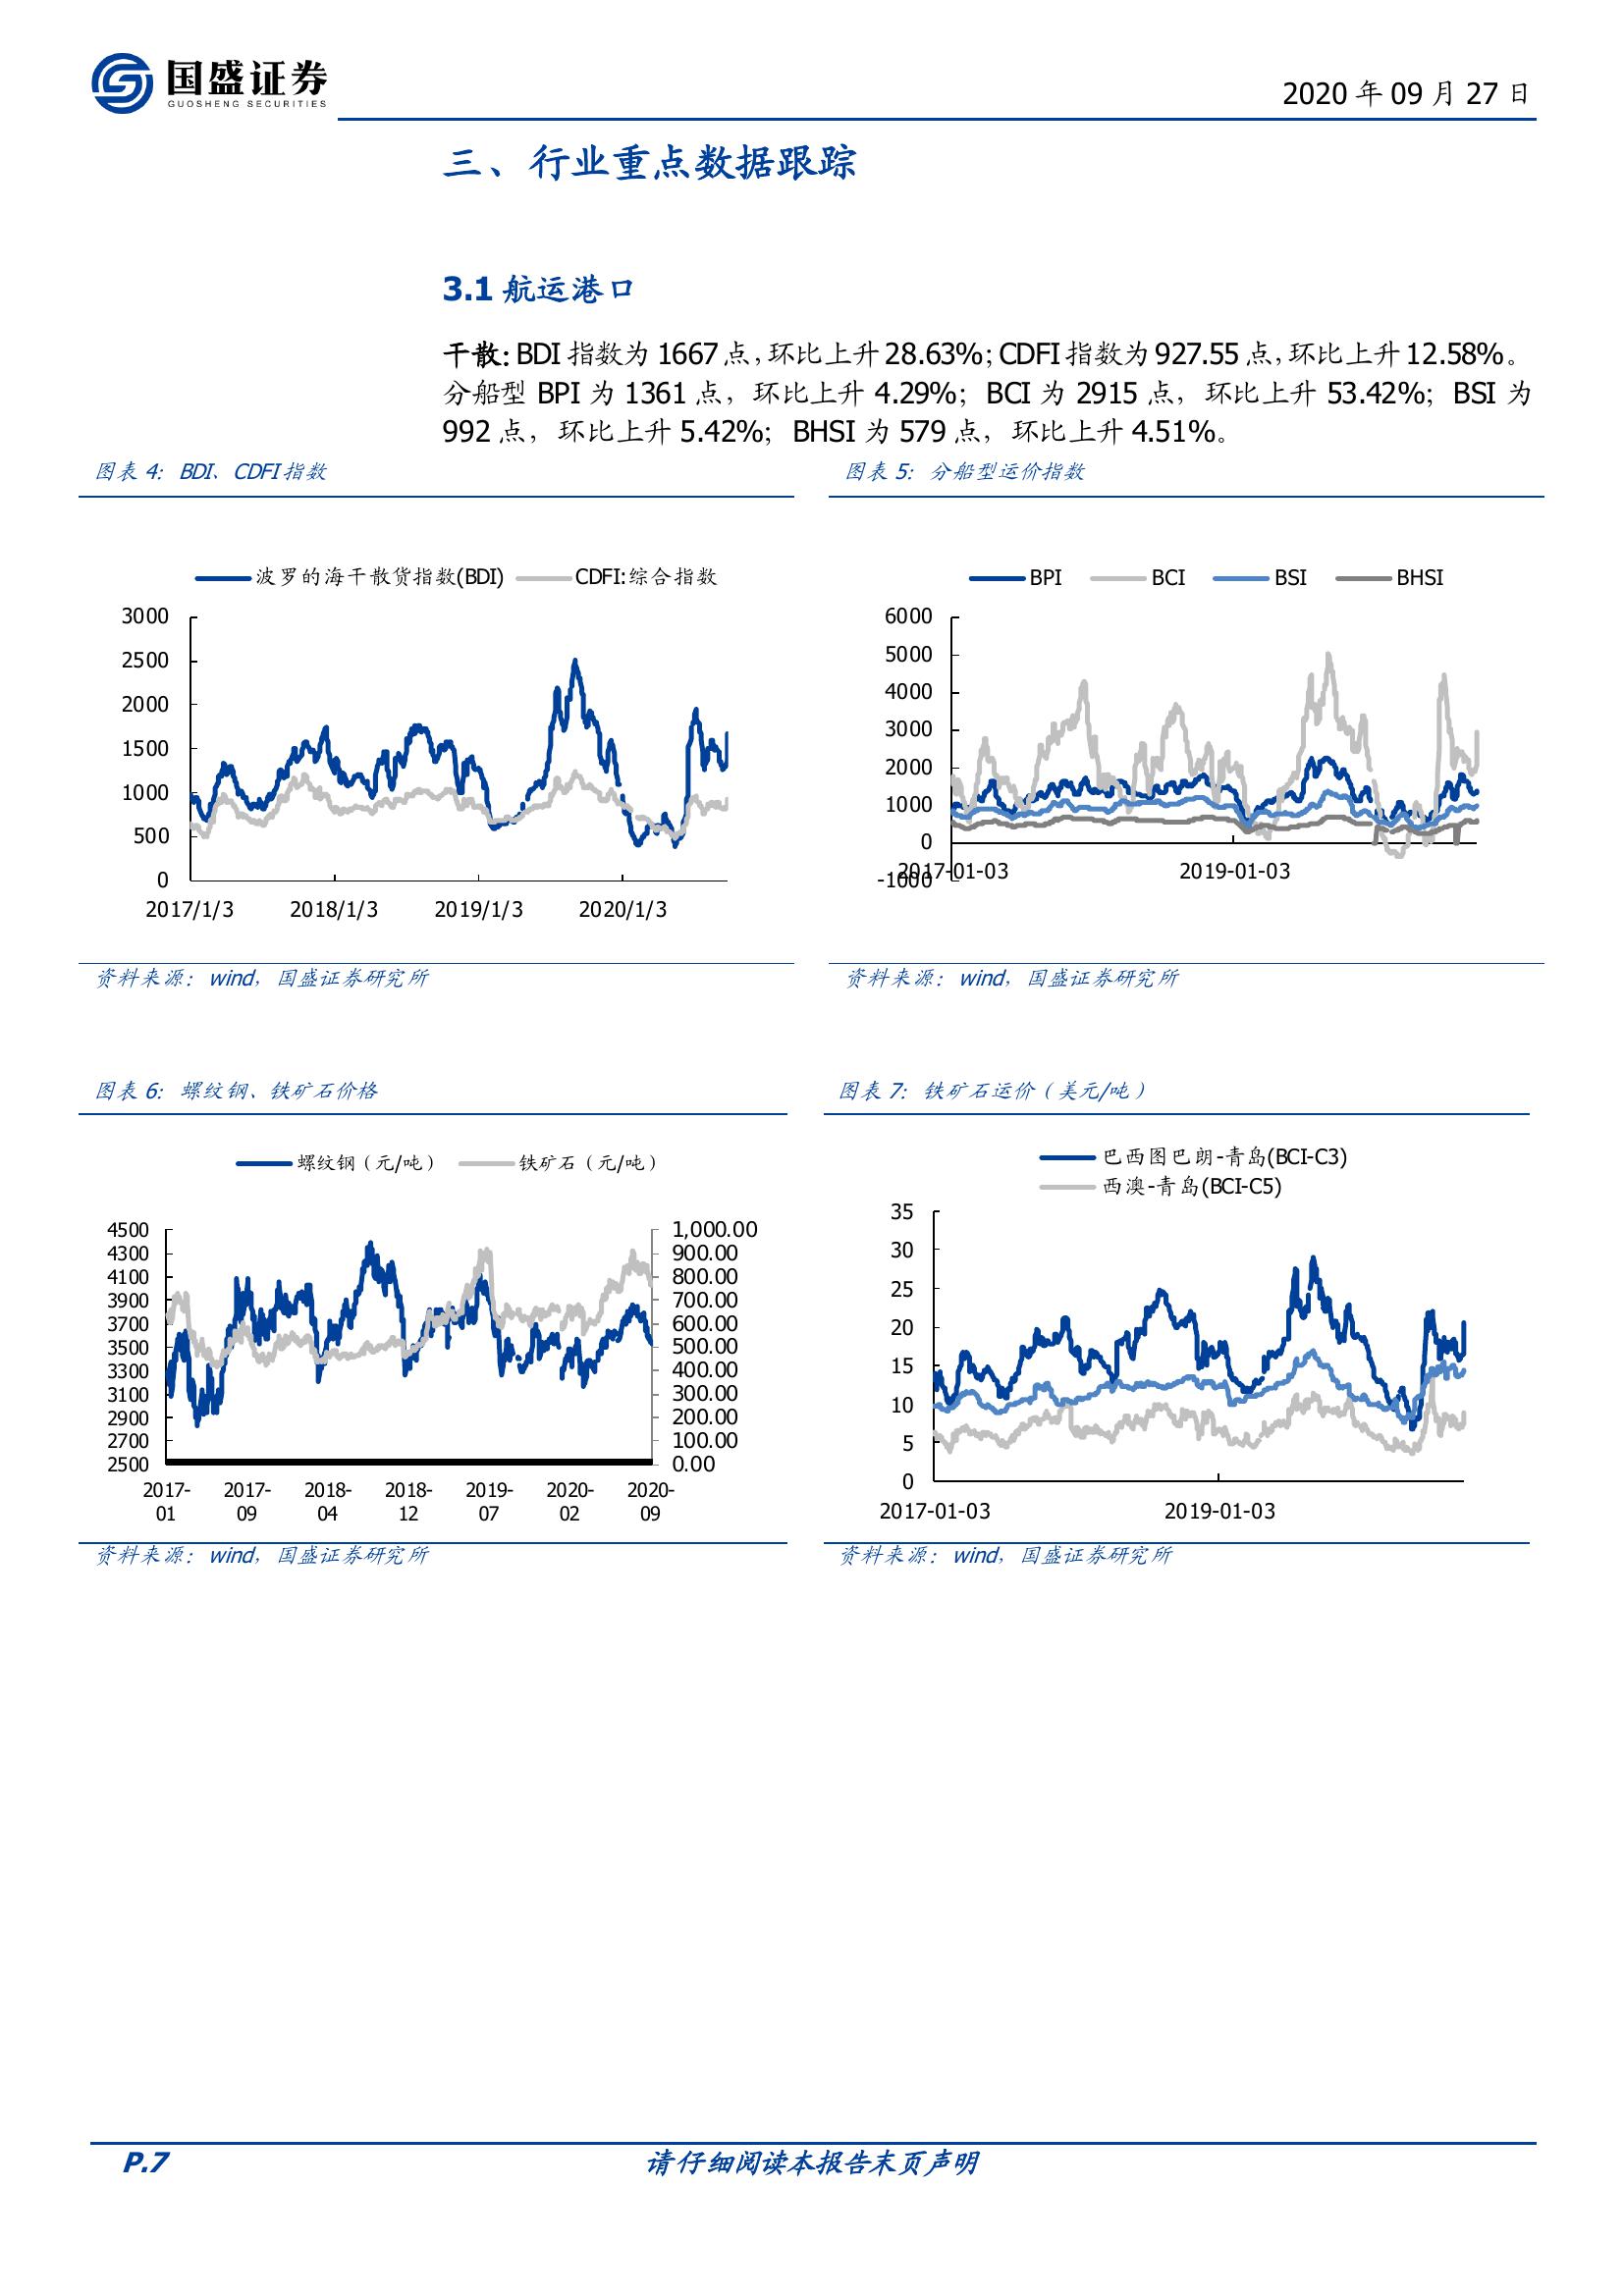 国盛证券
GUOSHENG SECURITIES
2020 年 09 月 27 日
三、行业重点数据跟踪
3.1 航运港口
干散：BDI 指数为 1667 点，环比上升 28.63%；CDFI 指数为 927.55 点，环比上升 12.58%。
分船型 BPI 为 1361 点，环比上升 4.29%；BCI 为 2915 点，环比上升 53.42%；BSI 为
992 点，环比上升 5.42%；BHSI 为 579 点，环比上升 4.51%。
图表 4：BDI、CDFI 指数
波罗的海干散货指数(BDI) CDFI:综合指数
3000
2500
2000
1500
1000
500
0
2017/1/3 2018/1/3 2019/1/3 2020/1/3
资料来源：wind，国盛证券研究所
图表 5：分船型运价指数
BPI BCI BSI BHSI
6000
5000
4000
3000
2000
1000
0
-1000
2017-01-03 2019-01-03
资料来源：wind，国盛证券研究所
图表 6：螺纹钢、铁矿石价格
螺纹钢（元/吨） 铁矿石（元/吨）
4500 1,000.00
4300 900.00
4100 800.00
3900 700.00
3700 600.00
3500 500.00
3300 400.00
3100 300.00
2900 200.00
2700 100.00
2500 0.00
2017- 2017- 2018- 2018- 2019- 2020- 2020-
01 09 04 12 07 02 09
资料来源：wind，国盛证券研究所
图表 7：铁矿石运价（美元/吨）
巴西图巴朗-青岛(BCI-C3)
西澳-青岛(BCI-C5)
35
30
25
20
15
10
5
0
2017-01-03 2019-01-03
资料来源：wind，国盛证券研究所
P.7 请仔细阅读本报告末页声明